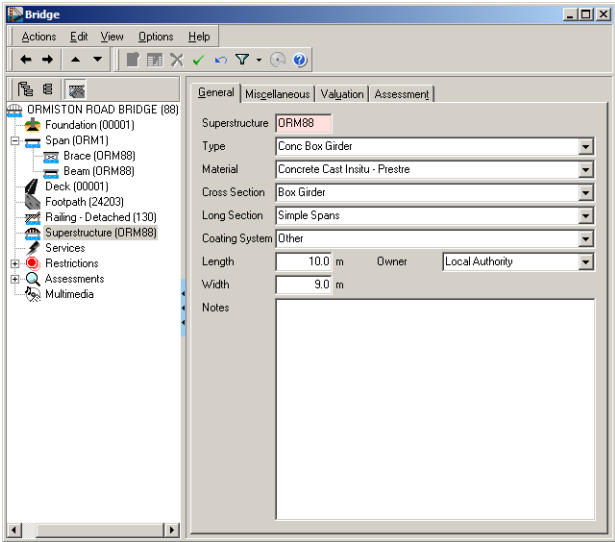 Bridge
Actions Edit View Options Help
ORMISTON ROAD BRIDGE (88)
Foundation (00001)
Span (ORM1)
Brace (ORM88)
Beam (ORM88)
Deck (00001)
Footpath (24203)
Railing - Detached (130)
Superstructure (ORM88)
Services
Restrictions
Assessments
Multimedia
General Miscellaneous Valuation Assessment
Superstructure ORM88
Type Conc Box Girder
Material Concrete Cast Insitu - Prestre
Cross Section Box Girder
Long Section Simple Spans
Coating System Other
Length 10.0 m Owner Local Authority
Width 9.0 m
Notes